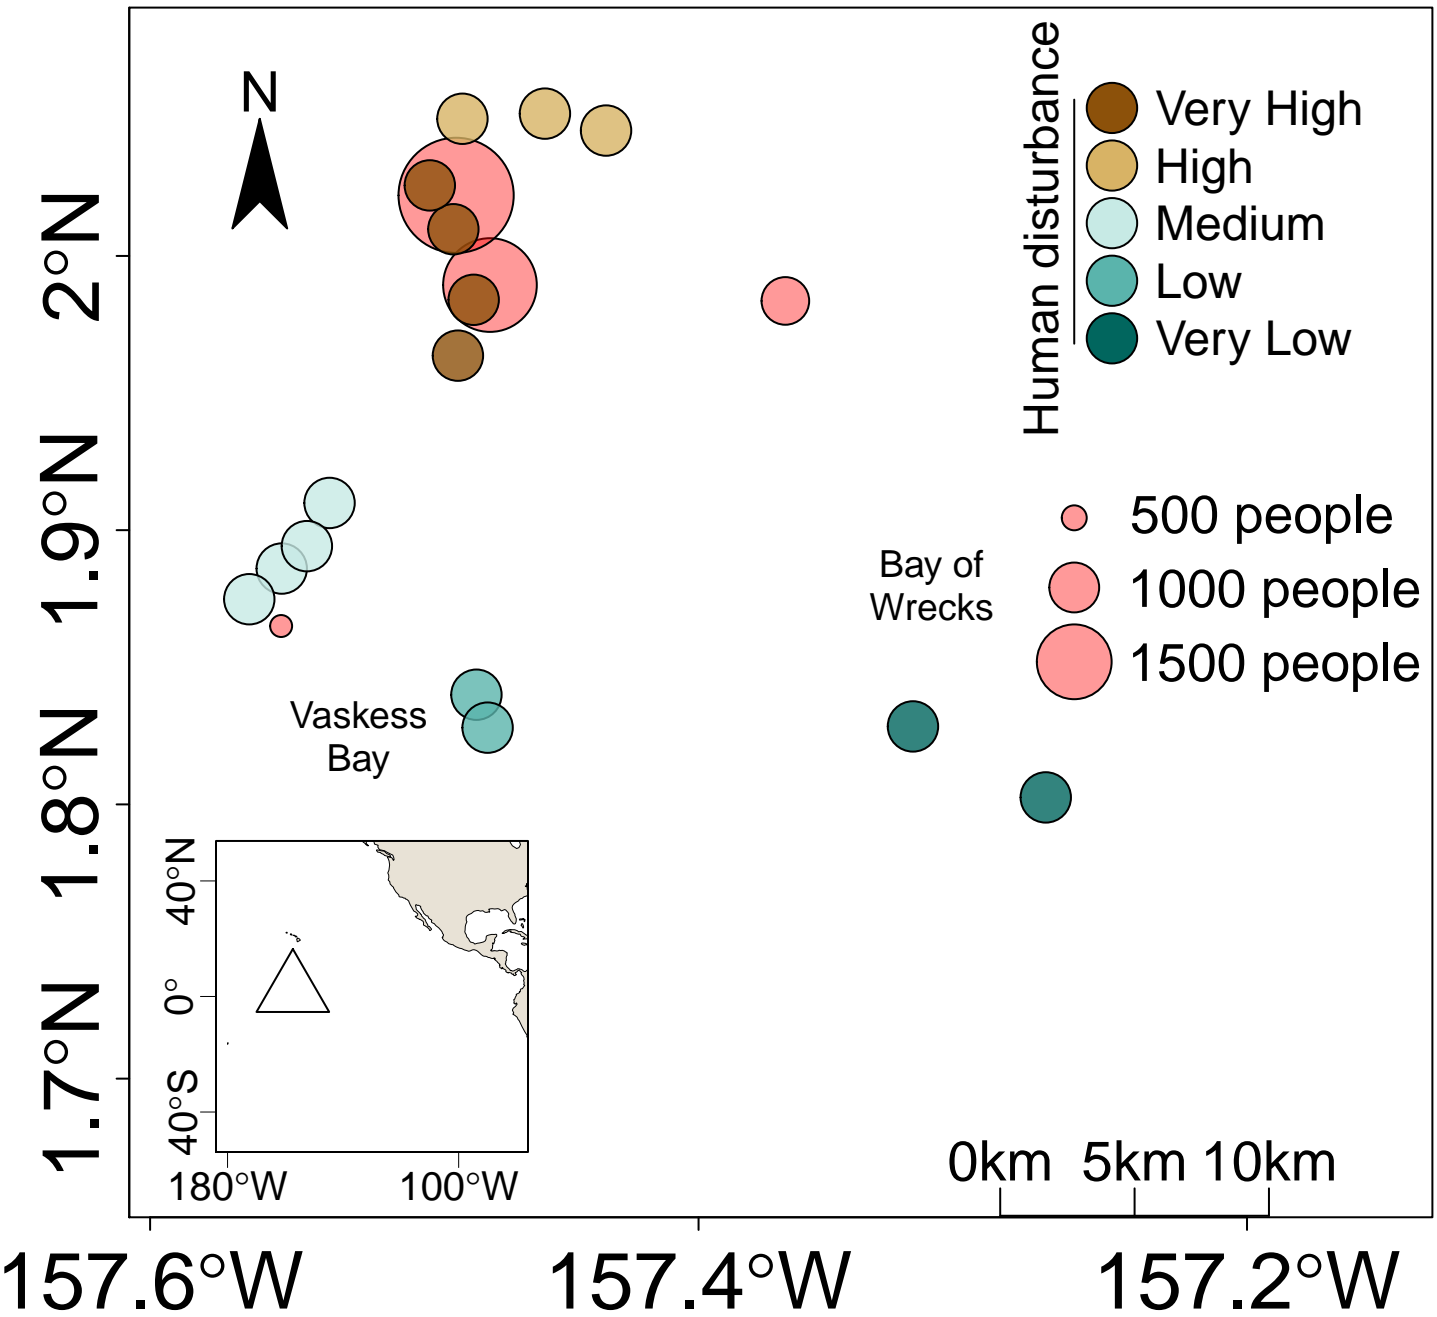 N
Human disturbance
Very High
High
Medium
Low
Very Low
2°N
1.9°N
1.8°N
1.7°N
500 people
1000 people
1500 people
Bay of
Wrecks
Vaskess
Bay
40°N
0°
40°S
180°W
100°W
0km 5km 10km
157.6°W
157.4°W
157.2°W